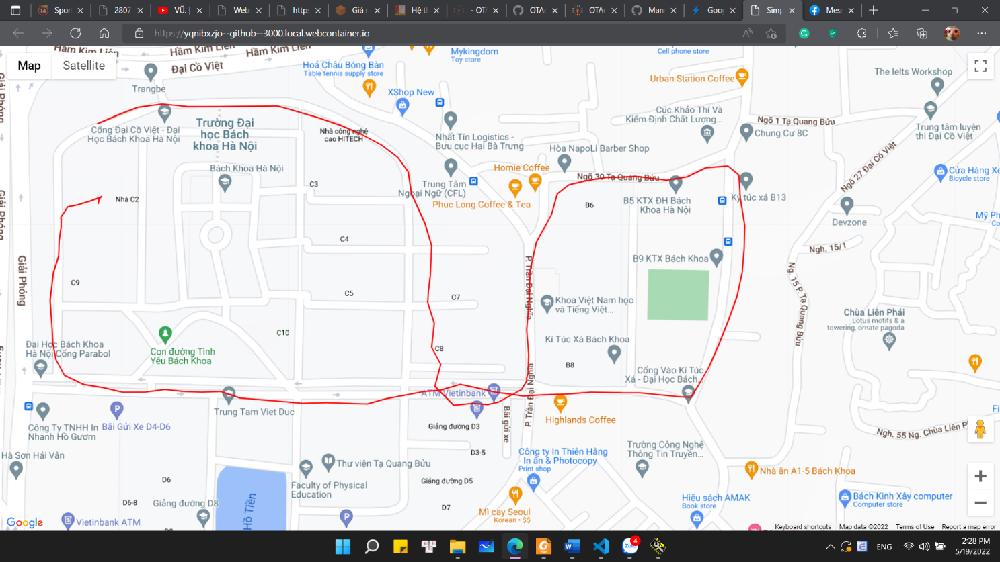 Spor
2807
VŨ. |
Web
https
Giá n
Hệ ti
- OTA
OTAo
OTAo
Man
Goog
Simp
Mess
https://yqnibxzjo--github--3000.local.webcontainer.io
Map
Satellite
Hầm Kim Liên
Hầm Kim Liên
Hầm Kim Liên
Đại Cồ Việt
Trangbe
Hoả Châu Bóng Bàn
Table tennis supply store
Mykingdom
Toy store
Cell phone store
XShop New
Urban Station Coffee
The Ielts Workshop
Cổng Đại Cồ Việt - Đại
Học Bách Khoa Hà Nội
Trường Đại
học Bách
khoa Hà Nội
Bách Khoa Hà Nội
Nhà công nghệ
cao HITECH
Nhất Tín Logistics -
Bưu cục Hai Bà Trưng
Cục Khảo Thí Và
Kiểm Định Chất Lượng...
Ngõ 1 Tạ Quang Bửu
Chung Cư 8C
Trung tâm luyện
thi Đại Cồ Việt
Hòa NapoLi Barber Shop
Homie Coffee
Trung Tâm
Ngoại Ngữ (CFL)
Phuc Long Coffee & Tea
Ngõ 30 Tạ Quang Bửu
Ngõ 27 Đại Cồ Việt
Cửa Hàng Xe
Bicycle store
Nhà C2
C3
B6
B5 KTX ĐH Bách
Khoa Hà Nội
Ký túc xá B13
Devzone
Mỹ Ph
Giải Phóng
Giải Phóng
Giải Phóng
C4
C9
C5
C7
P. Trần Đại Nghĩa
B9 KTX Bách Khoa
Ngh. 15/1
Ng. 15 P. Tạ Quang Bửu
Khoa Việt Nam học
và Tiếng Việt...
Chùa Liên Phái
Lotus motifs & a
towering, ornate pagoda
C10
Con đường Tình
Yêu Bách Khoa
Đại Học Bách Khoa
Hà Nội Cổng Parabol
C8
Kí Túc Xá Bách Khoa
B8
Cổng Vào Kí Túc
Xá - Đại Học Bách...
P. Trần Đại Nghĩa
ATM Vietinbank
Trung Tam Viet Duc
Công Ty TNHH In
Nhanh Hồ Gươm
Bãi Gửi Xe D4-D6
Giảng đường D3
Bãi gửi xe
Highlands Coffee
Ngh. 55 Ng. Chùa Liên P
Hà Sơn Hải Vân
D3-5
Công ty In Thiên Hằng
- In ấn & Photocopy
Print shop
Trường Công Nghệ
Thông Tin Truyền...
Thư viện Tạ Quang Bửu
Faculty of Physical
Education
Nhà ăn A1-5 Bách Khoa
D6
D6-8
Giảng đường D8
Giảng đường D5
D7
Hồ Tiền
Mì cay Seoul
Korean • $$
Hiệu sách AMAK
Book store
Bách Kinh Xây computer
Computer store
Google
Vietinbank ATM
D8
Keyboard shortcuts
Map data ©2022
Terms of Use
Report a map error
Zalo
4
ENG
2:28 PM
5/19/2022